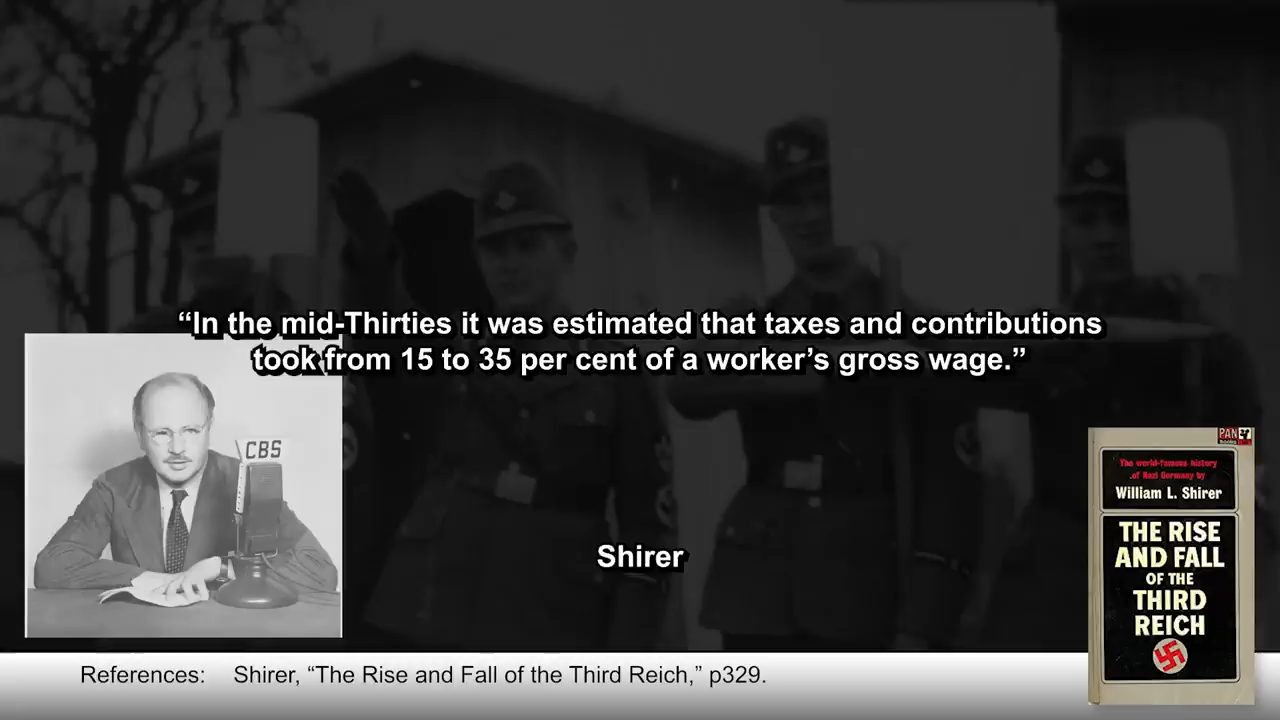 “In the mid-Thirties it was estimated that taxes and contributions
took from 15 to 35 per cent of a worker’s gross wage.”
CBS
Shirer
PAN
The world-famous history
of Nazi Germany by
William L. Shirer
THE RISE
AND FALL
OF THE
THIRD
REICH
References: Shirer, “The Rise and Fall of the Third Reich,” p329.